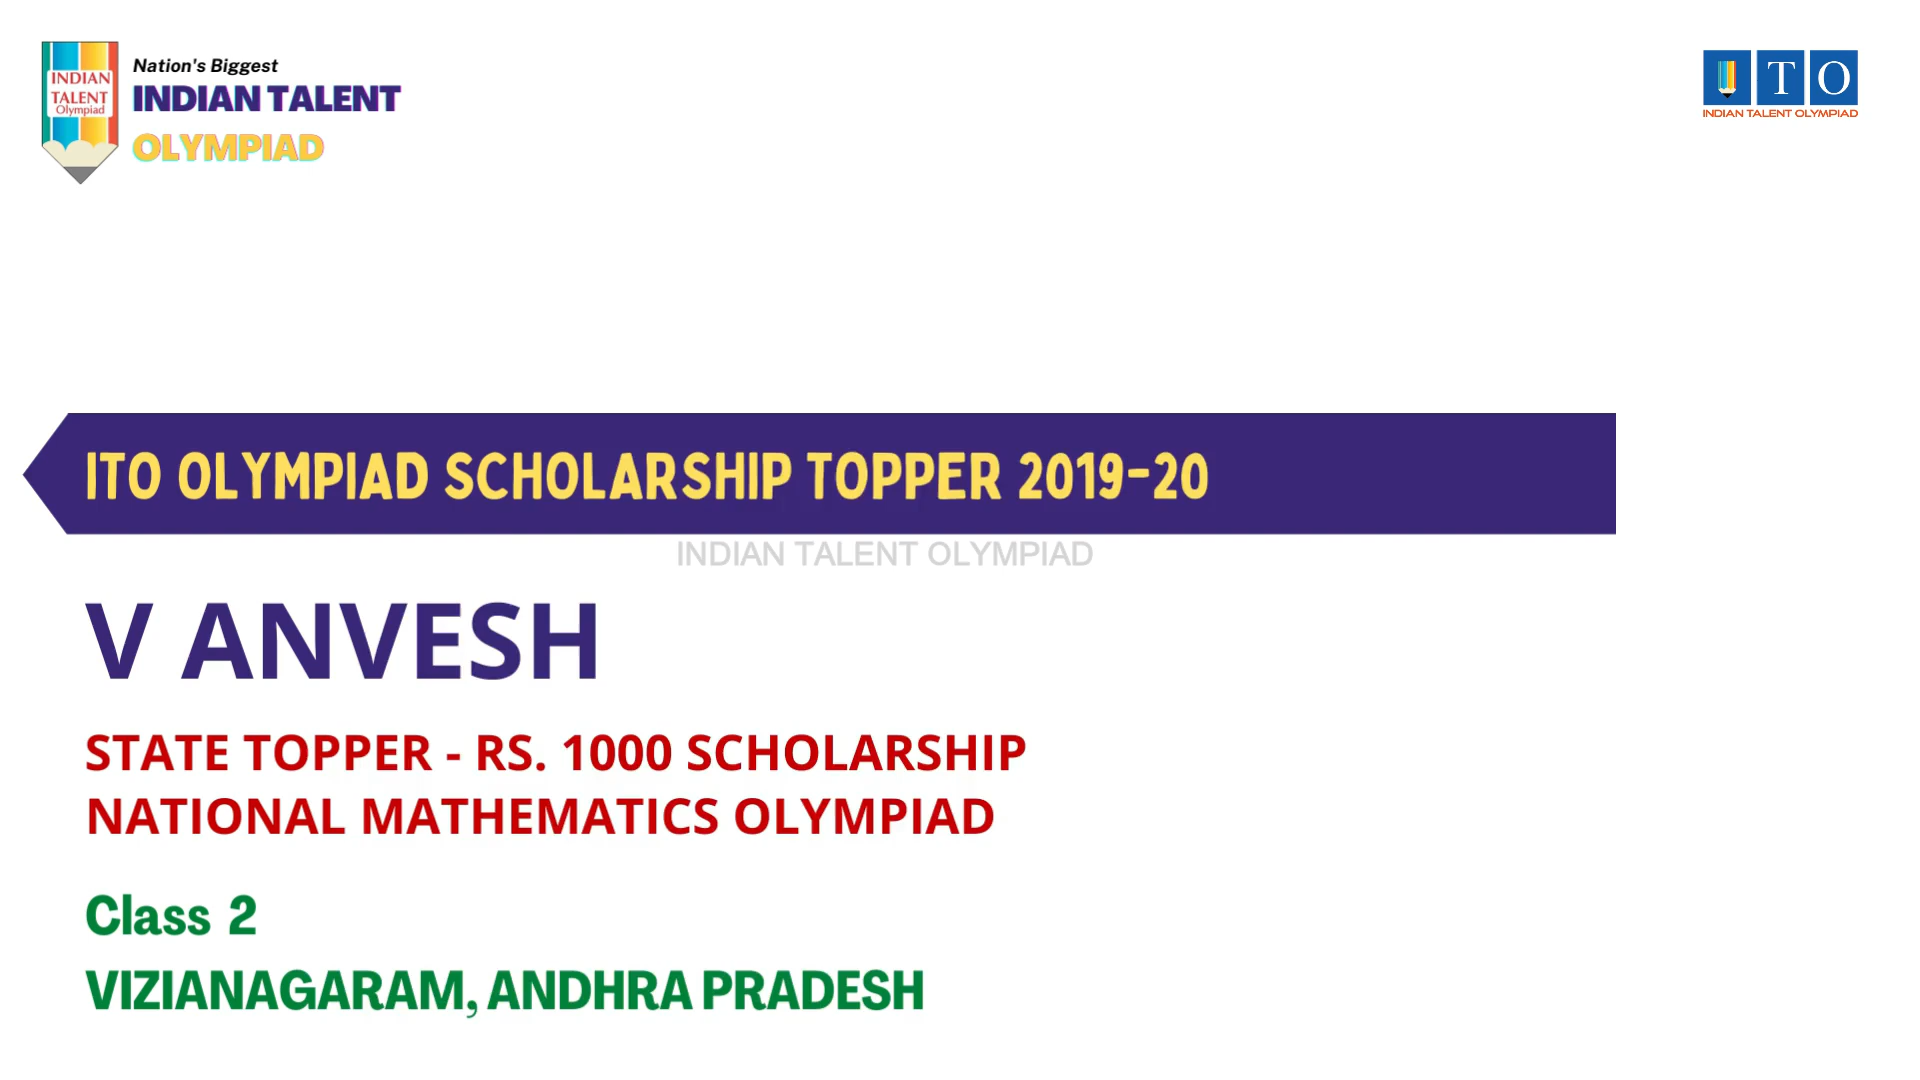 INDIAN
TALENT
Olympiad
Nation's Biggest
INDIAN TALENT
OLYMPIAD
T O
INDIAN TALENT OLYMPIAD
ITO OLYMPIAD SCHOLARSHIP TOPPER 2019-20
INDIAN TALENT OLYMPIAD
V ANVESH
STATE TOPPER - RS. 1000 SCHOLARSHIP
NATIONAL MATHEMATICS OLYMPIAD
Class 2
VIZIANAGARAM, ANDHRA PRADESH